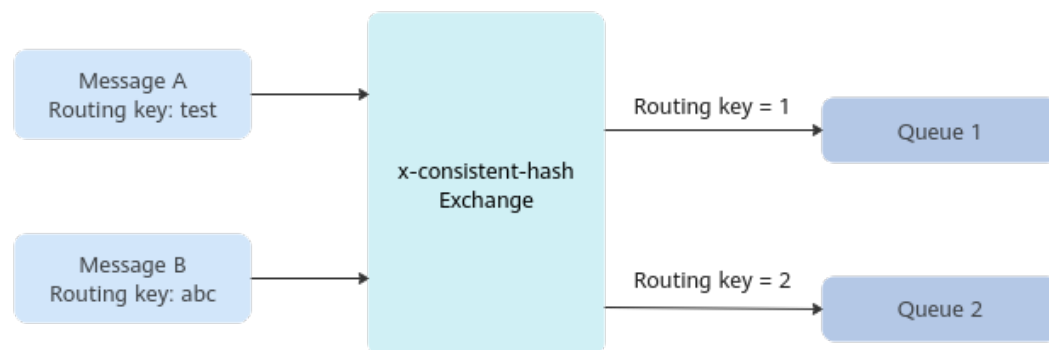 Message A
Routing key: test
Message B
Routing key: abc
x-consistent-hash
Exchange
Routing key = 1
Queue 1
Routing key = 2
Queue 2